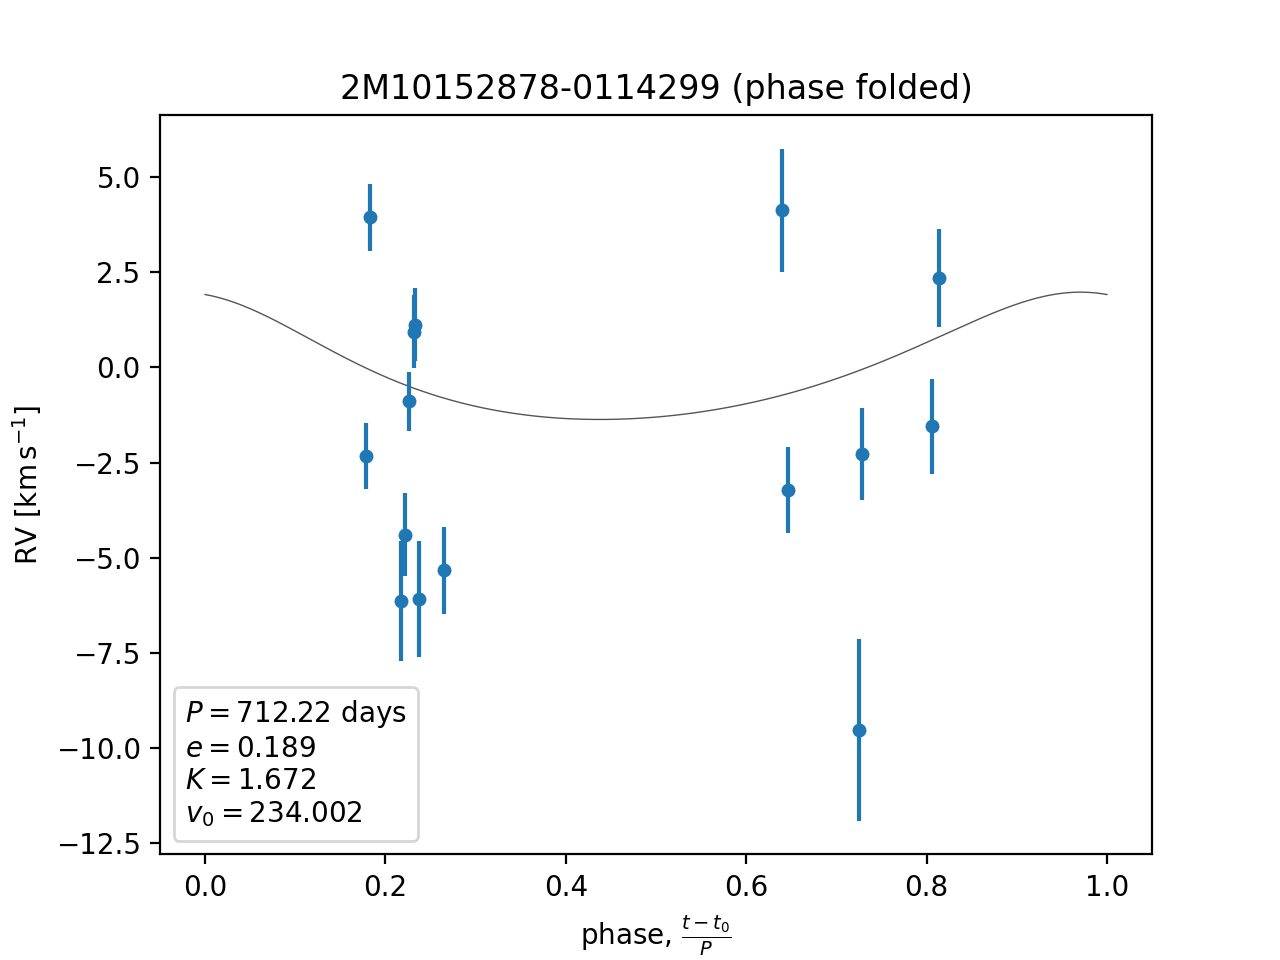 2M10152878-0114299 (phase folded)
RV [km s⁻¹]
5.0
2.5
0.0
−2.5
−5.0
−7.5
−10.0
−12.5
P = 712.22 days
e = 0.189
K = 1.672
v₀ = 234.002
0.0 0.2 0.4 0.6 0.8 1.0
phase, (t − t₀)/P